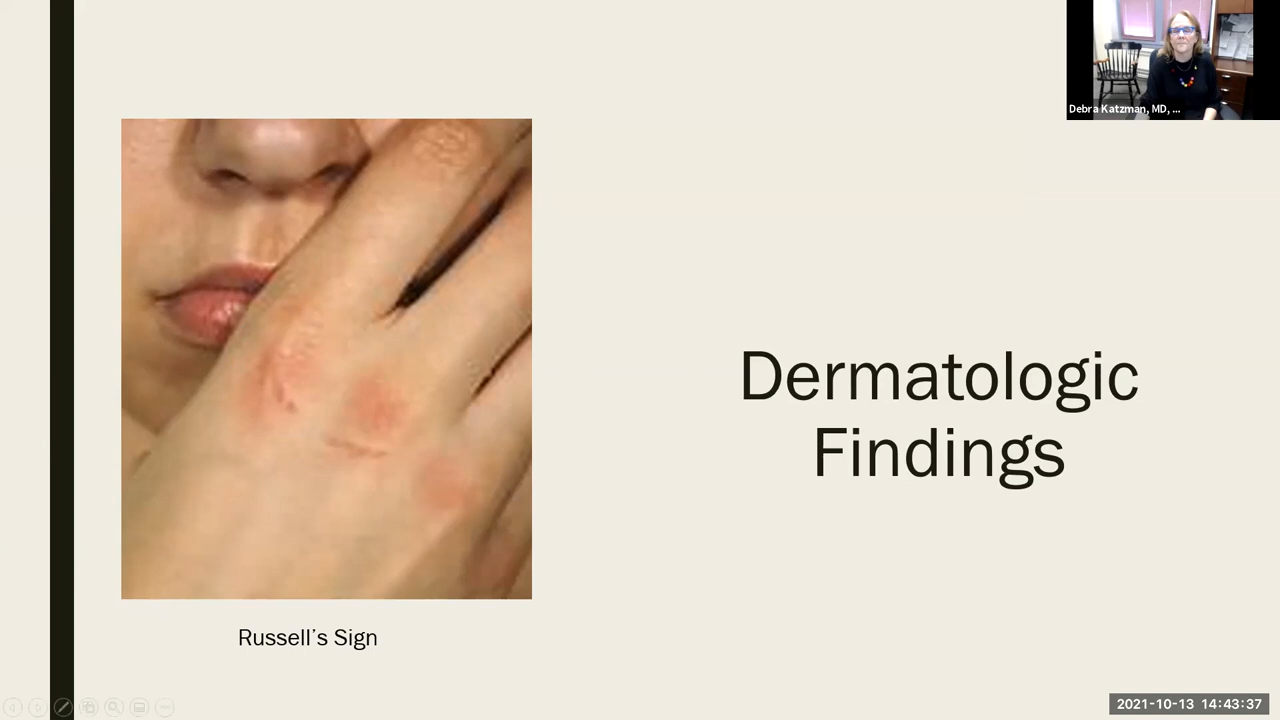 Debra Katzman, MD, ...
Dermatologic
Findings
Russell's Sign
2021-10-13 14:43:37